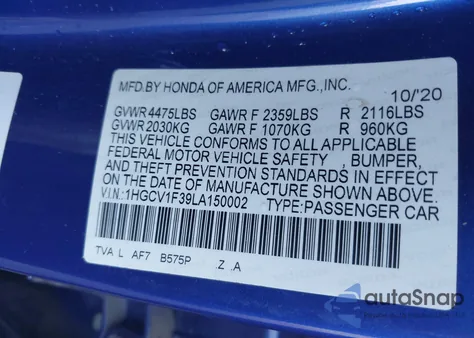 MFD.BY HONDA OF AMERICA MFG.,INC. 10/20
GVWR 4475LBS GAWR F 2359LBS R 2116LBS
GVWR 2030KG GAWR F 1070KG R 960KG
THIS VEHICLE CONFORMS TO ALL APPLICABLE
FEDERAL MOTOR VEHICLE SAFETY , BUMPER,
AND THEFT PREVENTION STANDARDS IN EFFECT
ON THE DATE OF MANUFACTURE SHOWN ABOVE.
V.I.N.:1HGCV1F39LA150002 TYPE:PASSENGER CAR
TVA L AF7 B575P .Z .A
autoSnap